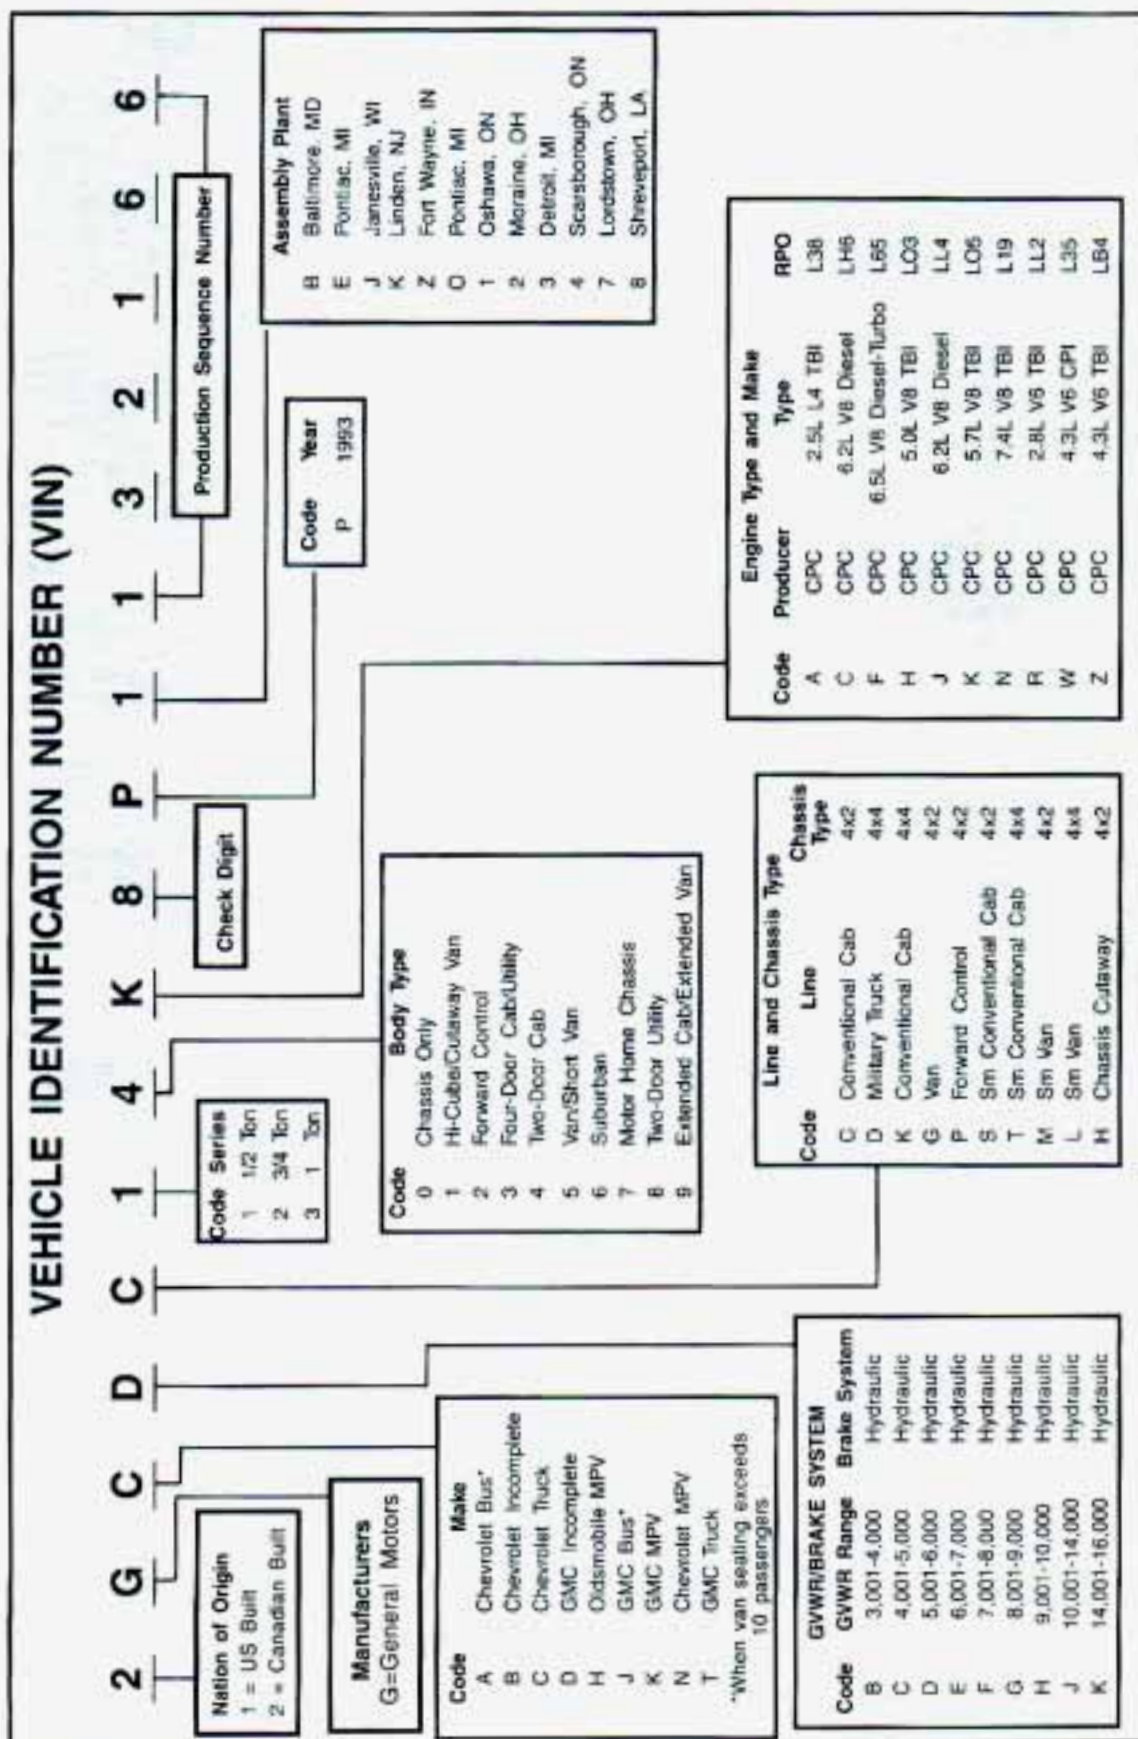 VEHICLE IDENTIFICATION NUMBER (VIN)
2 G C D C 1 4 K 8 P 1 1 3 2 1 6 6
Nation of Origin
1 = US Built
2 = Canadian Built
Manufacturers
G=General Motors
Code Make
A Chevrolet Bus*
B Chevrolet Incomplete
C Chevrolet Truck
D GMC Incomplete
H Oldsmobile MPV
J GMC Bus*
K GMC MPV
N Chevrolet MPV
T GMC Truck
*When van seating exceeds
10 passengers
GVWR/BRAKE SYSTEM
Code GVWR Range Brake System
B 3,001-4,000 Hydraulic
C 4,001-5,000 Hydraulic
D 5,001-6,000 Hydraulic
E 6,001-7,000 Hydraulic
F 7,001-8,000 Hydraulic
G 8,001-9,000 Hydraulic
H 9,001-10,000 Hydraulic
J 10,001-14,000 Hydraulic
K 14,001-16,000 Hydraulic
Code Series
1 1/2 Ton
2 3/4 Ton
3 1 Ton
Code Body Type
0 Chassis Only
1 Hi-Cube/Cutaway Van
2 Forward Control
3 Four-Door Cab/Utility
4 Two-Door Cab
5 Van/Short Van
6 Suburban
7 Motor Home Chassis
8 Two-Door Utility
9 Extended Cab/Extended Van
Line and Chassis Type
Code Line Chassis
Type
C Conventional Cab 4x2
D Military Truck 4x4
K Conventional Cab 4x4
G Van 4x2
P Forward Control 4x2
S Sm Conventional Cab 4x2
T Sm Conventional Cab 4x4
M Sm Van 4x2
L Sm Van 4x4
H Chassis Cutaway 4x2
Check Digit
Code Year
P 1993
Production Sequence Number
Assembly Plant
B Baltimore, MD
E Pontiac, MI
J Janesville, WI
K Linden, NJ
Z Fort Wayne, IN
O Pontiac, MI
1 Oshawa, ON
2 Moraine, OH
3 Detroit, MI
4 Scarsborough, ON
7 Lordstown, OH
8 Shreveport, LA
Engine Type and Make
Code Producer Type RPO
A CPC 2.5L L4 TBI L38
C CPC 6.2L V8 Diesel LH6
F CPC 6.5L V8 Diesel-Turbo L65
H CPC 5.0L V8 TBI LO3
J CPC 6.2L V8 Diesel LL4
K CPC 5.7L V8 TBI LO5
N CPC 7.4L V8 TBI L19
R CPC 2.8L V6 TBI LL2
W CPC 4.3L V6 CPI L35
Z CPC 4.3L V6 TBI LB4